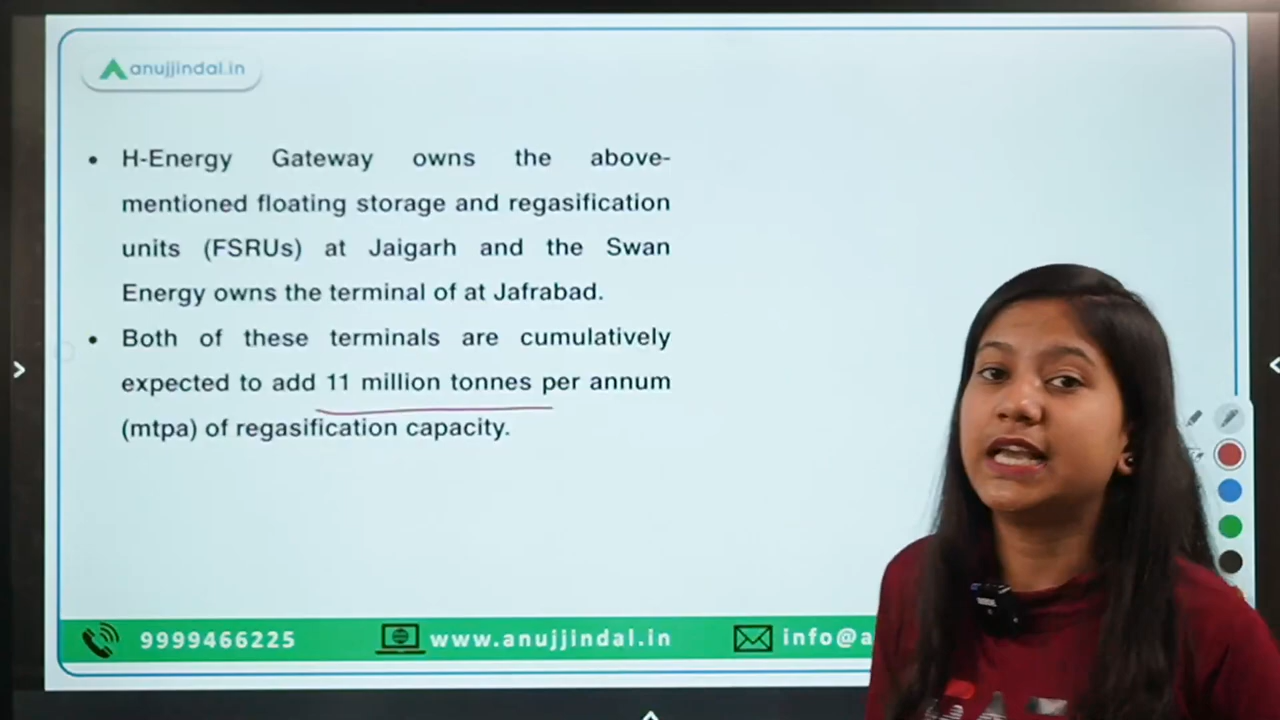 anujjindal.in
• H-Energy Gateway owns the above-
mentioned floating storage and regasification
units (FSRUs) at Jaigarh and the Swan
Energy owns the terminal of at Jafrabad.
• Both of these terminals are cumulatively
expected to add 11 million tonnes per annum
(mtpa) of regasification capacity.
9999466225 www.anujjindal.in info@a